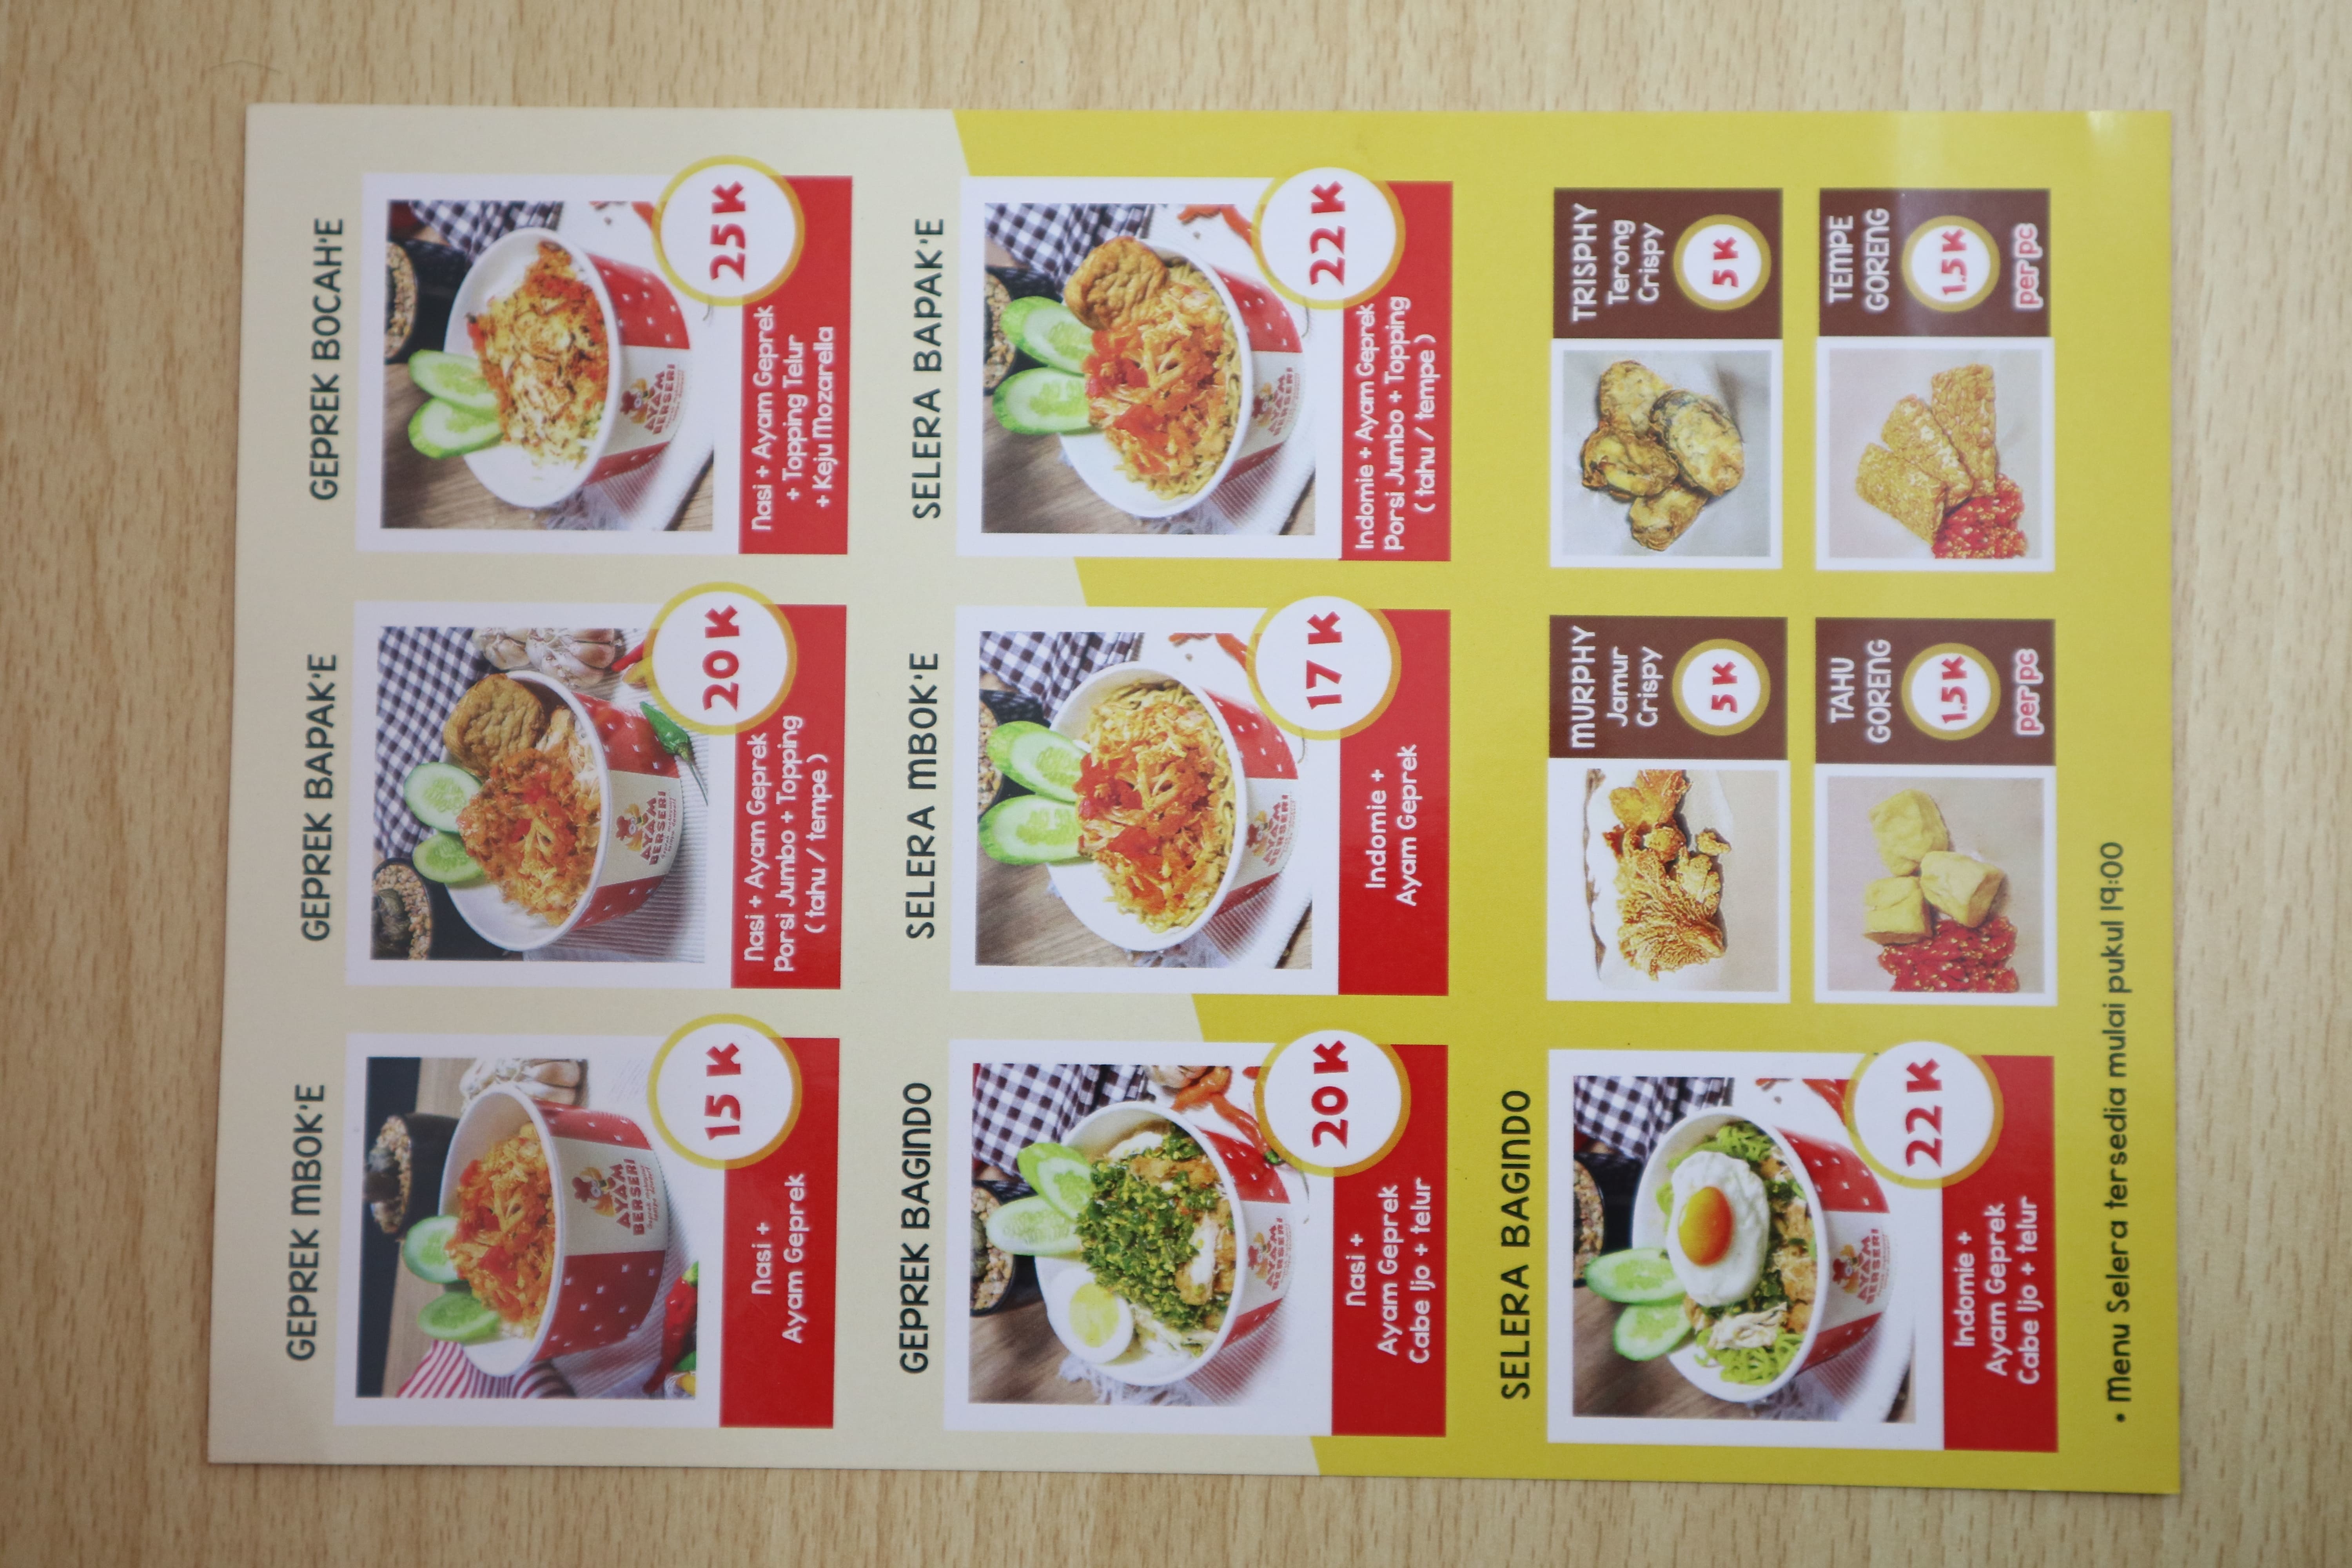 GEPREK MBOK'E
AYAM
BERSERI
15 K
Nasi +
Ayam Geprek
GEPREK BAPAK'E
AYAM
BERSERI
20 K
Nasi + Ayam Geprek
Porsi Jumbo + Topping
( tahu / tempe )
GEPREK BOCAH'E
AYAM
BERSERI
25 K
Nasi + Ayam Geprek
+ Topping Telur
+ Keju Mozarella
GEPREK BAGINDO
AYAM
BERSERI
20 K
Nasi +
Ayam Geprek
Cabe Ijo + telur
SELERA MBOK'E
AYAM
BERSERI
17 K
Indomie +
Ayam Geprek
SELERA BAPAK'E
AYAM
BERSERI
22 K
Indomie + Ayam Geprek
Porsi Jumbo + Topping
( tahu / tempe )
SELERA BAGINDO
AYAM
BERSERI
22 K
Indomie +
Ayam Geprek
Cabe Ijo + telur
MURPHY
Jamur
Crispy
5 K
TRISPHY
Terong
Crispy
5 K
TAHU
GORENG
1.5 K
per pc
TEMPE
GORENG
1.5 K
per pc
• Menu Selera tersedia mulai pukul 19:00